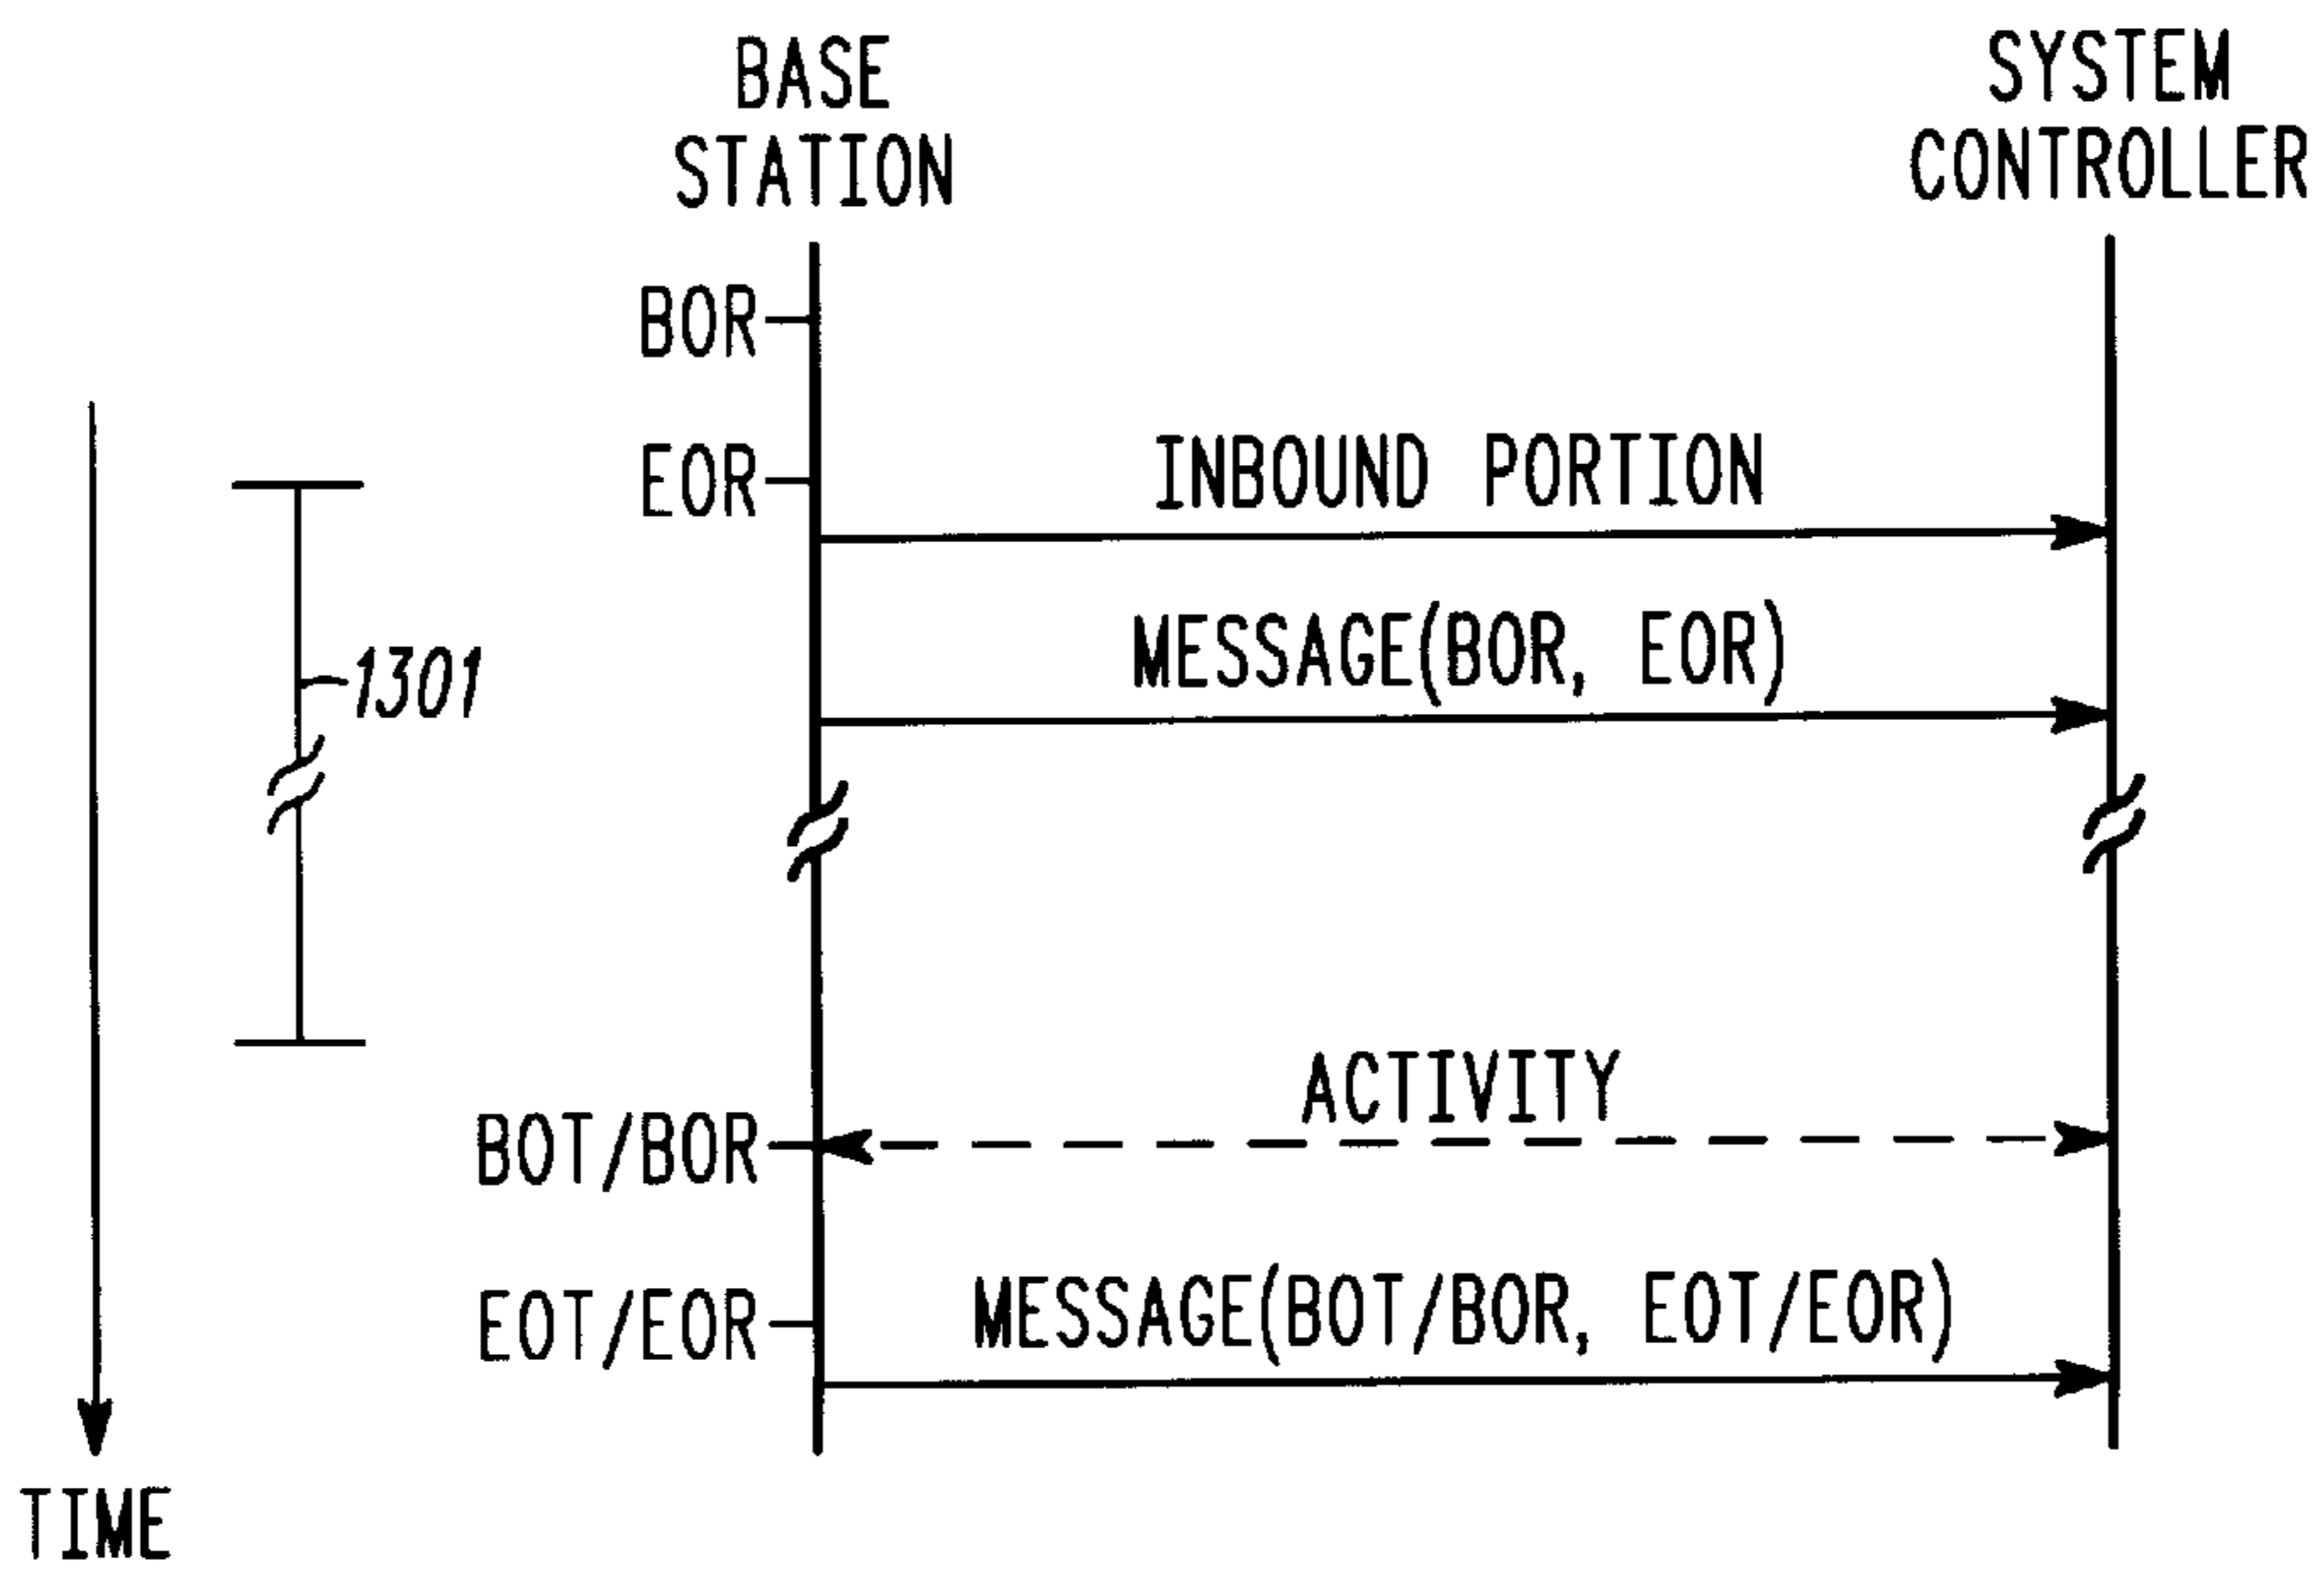 BASE
STATION
SYSTEM
CONTROLLER
BOR
EOR
INBOUND PORTION
MESSAGE(BOR, EOR)
1301
ACTIVITY
BOT/BOR
EOT/EOR
MESSAGE(BOT/BOR, EOT/EOR)
TIME